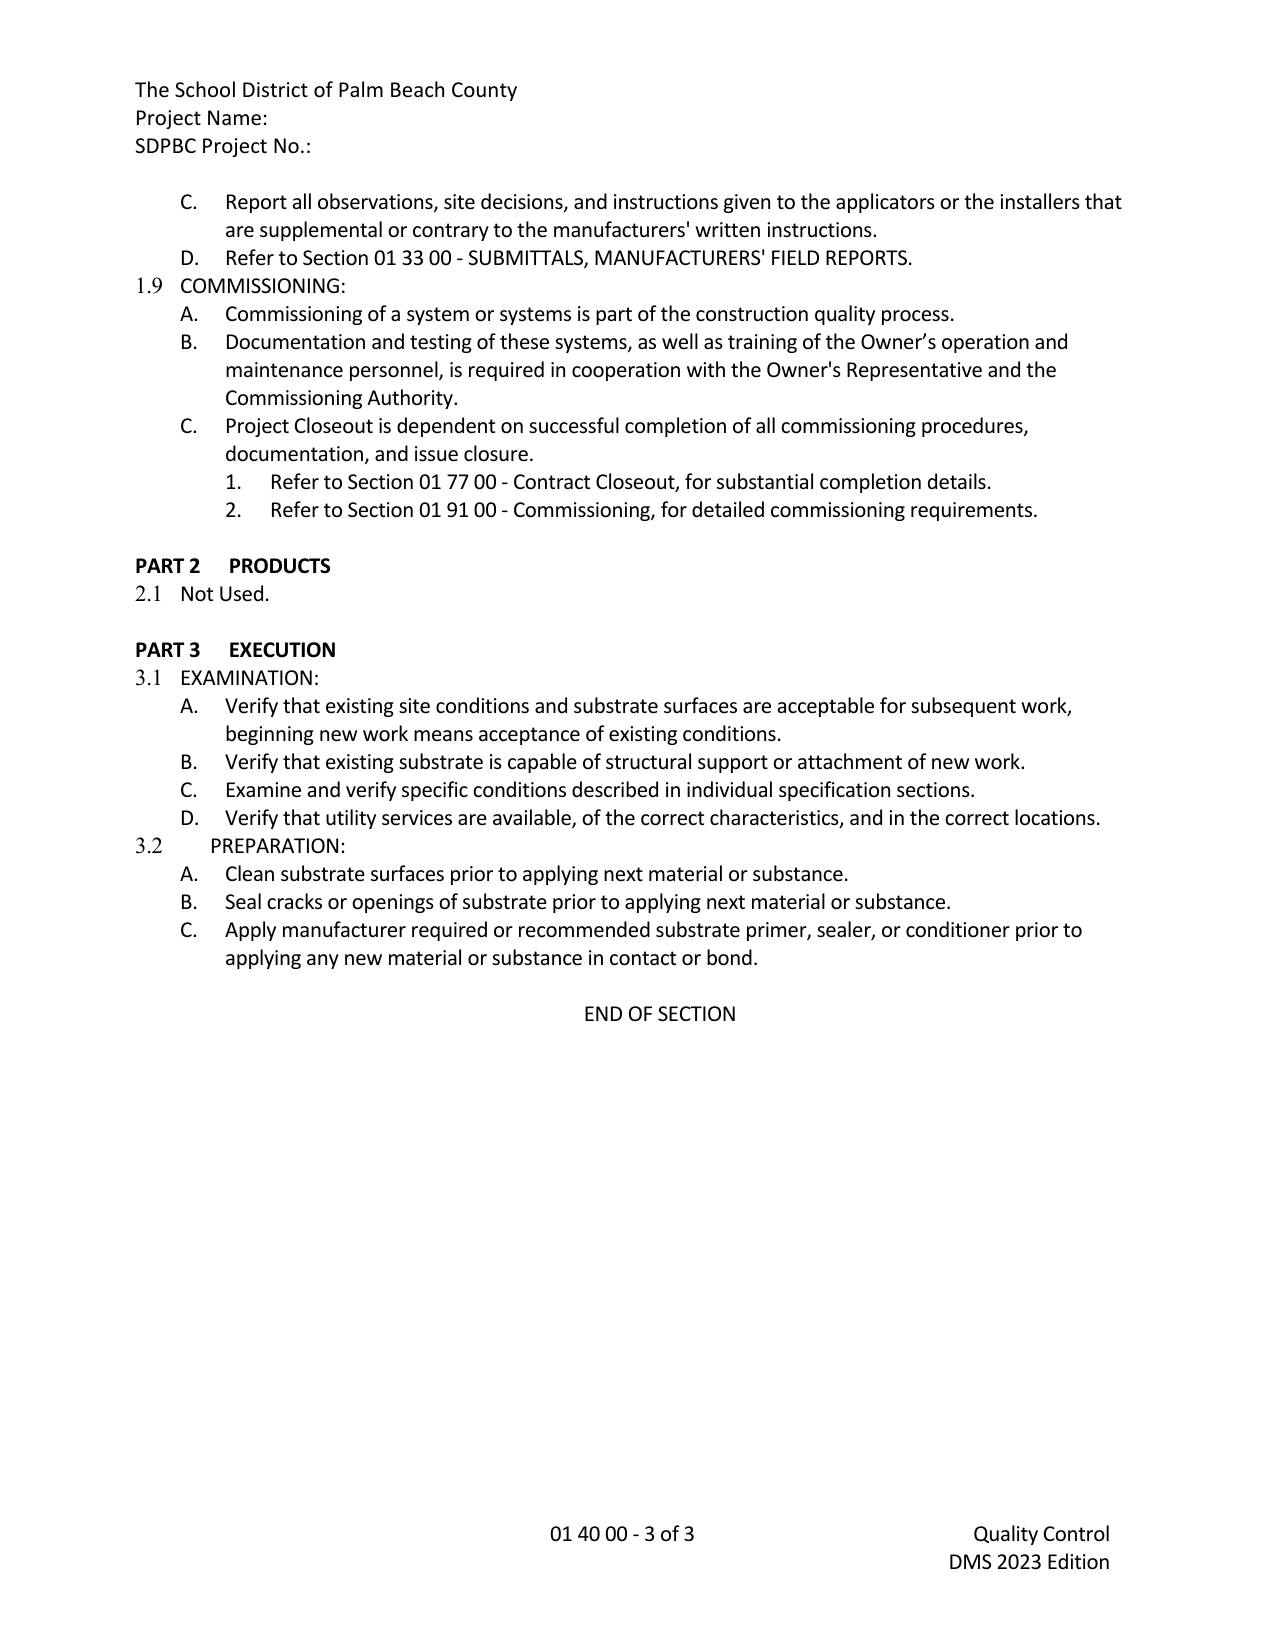 The School District of Palm Beach County
Project Name:
SDPBC Project No.:
C. Report all observations, site decisions, and instructions given to the applicators or the installers that
are supplemental or contrary to the manufacturers' written instructions.
D. Refer to Section 01 33 00 - SUBMITTALS, MANUFACTURERS' FIELD REPORTS.
1.9 COMMISSIONING:
A. Commissioning of a system or systems is part of the construction quality process.
B. Documentation and testing of these systems, as well as training of the Owner’s operation and
maintenance personnel, is required in cooperation with the Owner's Representative and the
Commissioning Authority.
C. Project Closeout is dependent on successful completion of all commissioning procedures,
documentation, and issue closure.
1. Refer to Section 01 77 00 - Contract Closeout, for substantial completion details.
2. Refer to Section 01 91 00 - Commissioning, for detailed commissioning requirements.
PART 2 PRODUCTS
2.1 Not Used.
PART 3 EXECUTION
3.1 EXAMINATION:
A. Verify that existing site conditions and substrate surfaces are acceptable for subsequent work,
beginning new work means acceptance of existing conditions.
B. Verify that existing substrate is capable of structural support or attachment of new work.
C. Examine and verify specific conditions described in individual specification sections.
D. Verify that utility services are available, of the correct characteristics, and in the correct locations.
3.2 PREPARATION:
A. Clean substrate surfaces prior to applying next material or substance.
B. Seal cracks or openings of substrate prior to applying next material or substance.
C. Apply manufacturer required or recommended substrate primer, sealer, or conditioner prior to
applying any new material or substance in contact or bond.
END OF SECTION
01 40 00 - 3 of 3 Quality Control
DMS 2023 Edition